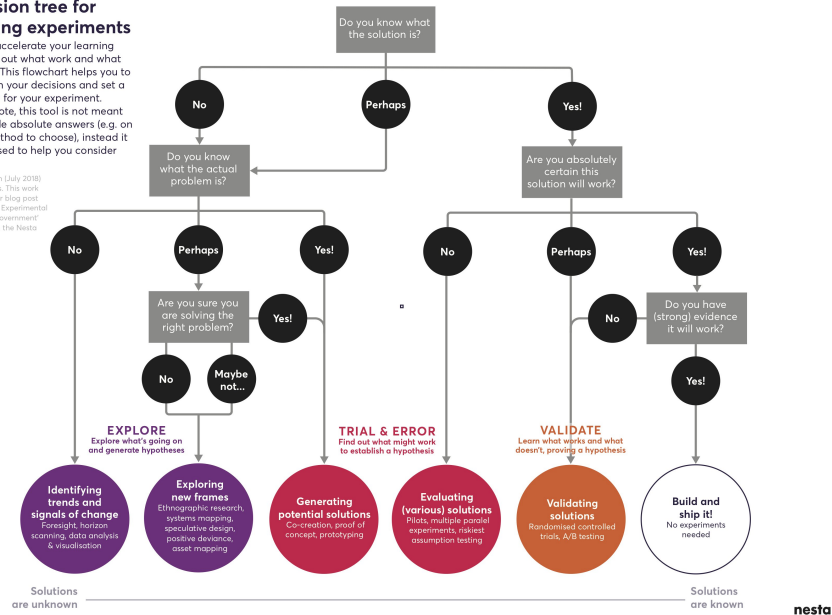 sion tree for
ng experiments
accelerate your learning
out what work and what
This flowchart helps you to
your decisions and set a
for your experiment.
ote, this tool is not meant
le absolute answers (e.g. on
thod to choose), instead it
sed to help you consider
(July 2018)
s. This work
r blog post
Experimental
overnment'
the Nesta
Do you know what
the solution is?
No
Perhaps
Yes!
Do you know
what the actual
problem is?
Are you absolutely
certain this
solution will work?
No
Perhaps
Yes!
No
Perhaps
Yes!
Are you sure you
are solving the
right problem?
Yes!
No
Do you have
(strong) evidence
it will work?
No
Maybe
not...
Yes!
EXPLORE
Explore what's going on
and generate hypotheses
TRIAL & ERROR
Find out what might work
to establish a hypothesis
VALIDATE
Learn what works and what
doesn't, proving a hypothesis
Identifying
trends and
signals of change
Foresight, horizon
scanning, data analysis
& visualisation
Exploring
new frames
Ethnographic research,
systems mapping,
speculative design,
positive deviance,
asset mapping
Generating
potential solutions
Co-creation, proof of
concept, prototyping
Evaluating
(various) solutions
Pilots, multiple paralel
experiments, riskiest
assumption testing
Validating
solutions
Randomised controlled
trials, A/B testing
Build and
ship it!
No experiments
needed
Solutions
are unknown
Solutions
are known
nesta